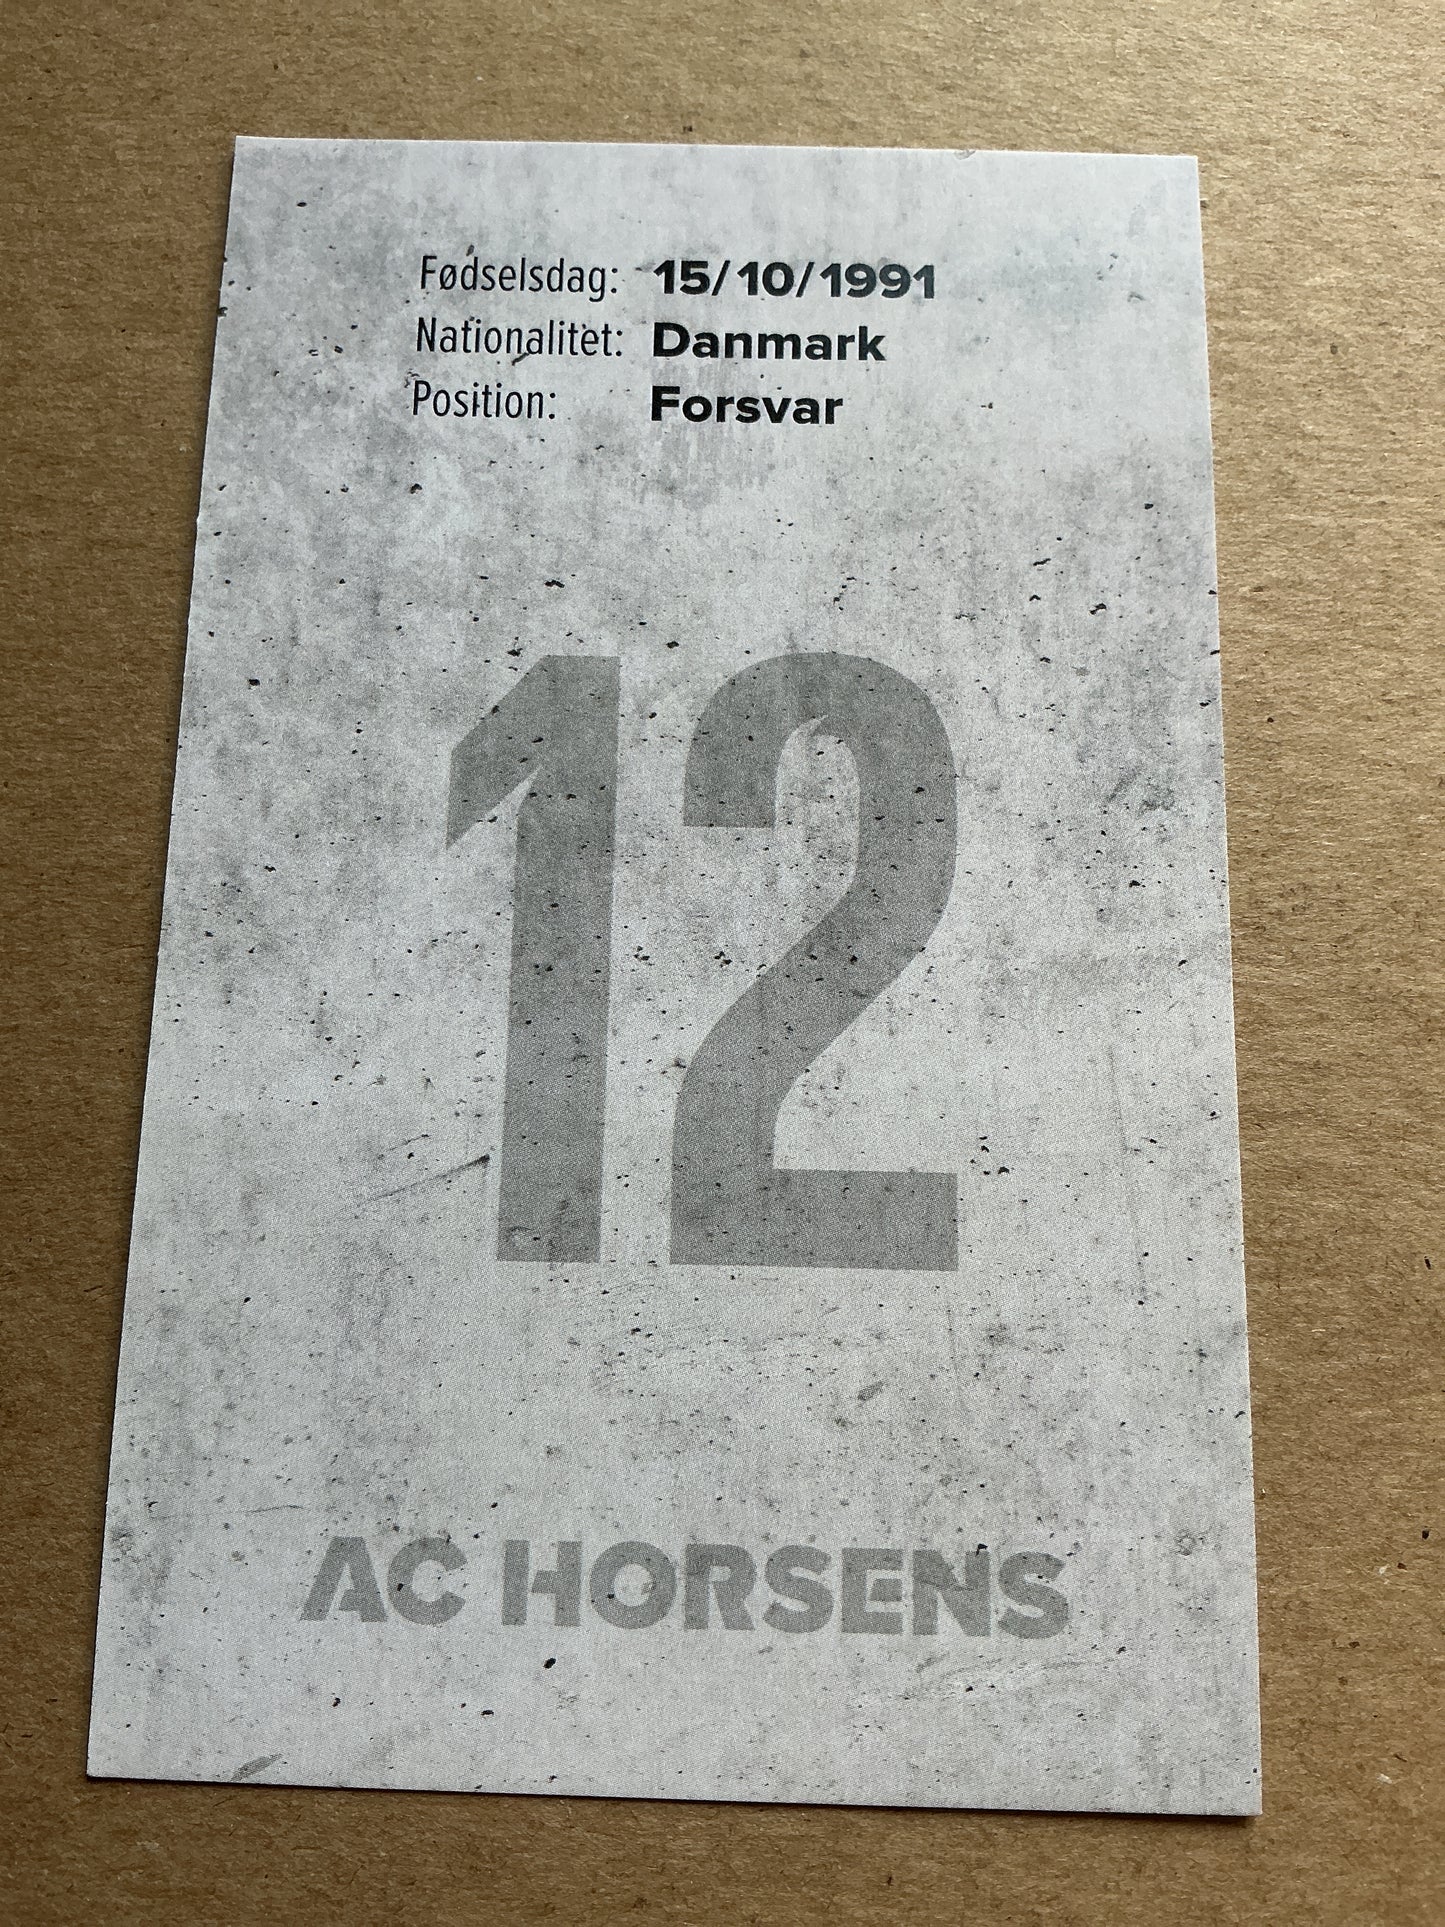 Fødselsdag: 15/10/1991
Nationalitet: Danmark
Position: Forsvar
12
AC HORSENS